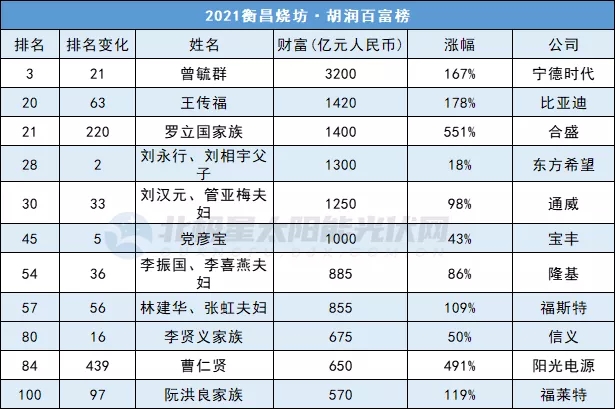 2021衡昌烧坊·胡润百富榜
排名 排名变化 姓名 财富(亿元人民币) 涨幅 公司
3 21 曾毓群 3200 167% 宁德时代
20 63 王传福 1420 178% 比亚迪
21 220 罗立国家族 1400 551% 合盛
28 2 刘永行、刘相宇父子 1300 18% 东方希望
30 33 刘汉元、管亚梅夫妇 1250 98% 通威
45 5 党彦宝 1000 43% 宝丰
54 36 李振国、李喜燕夫妇 885 86% 隆基
57 56 林建华、张虹夫妇 855 109% 福斯特
80 16 李贤义家族 675 50% 信义
84 439 曹仁贤 650 491% 阳光电源
100 97 阮洪良家族 570 119% 福莱特
北极星太阳能光伏网